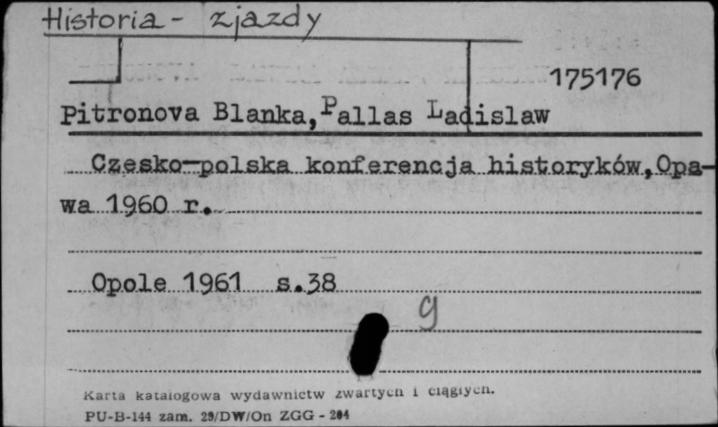 Historia - zjazdy
175176
Pitronova Blanka, Pallas Ladislaw
Czesko-polska konferencja historyków, Opa-
wa 1960 r.
Opole 1961 s.38
g
Karta katalogowa wydawnictw zwartych i ciągłych.
PU-B-144 zam. 29/DW/On ZGG - 204